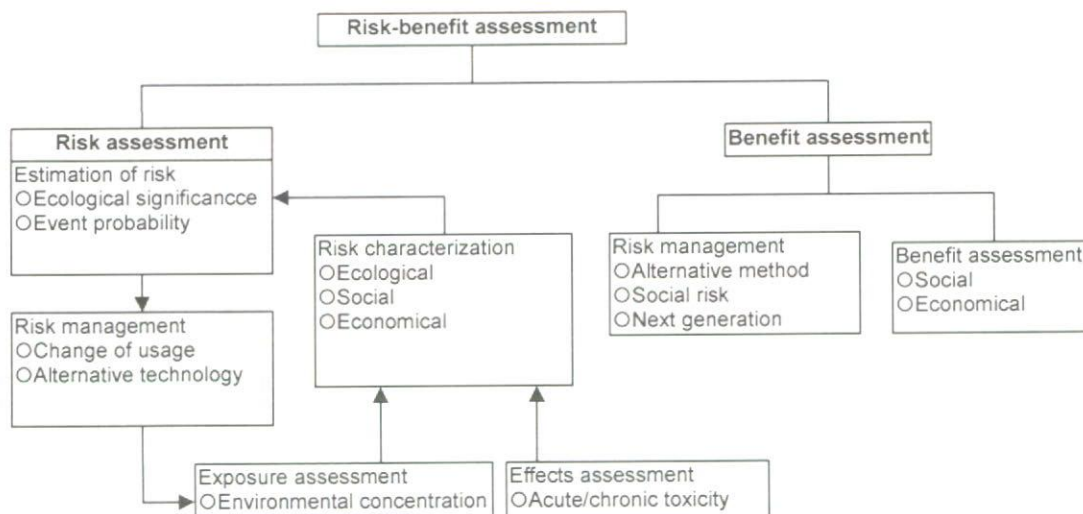 Risk-benefit assessment
Risk assessment
Estimation of risk
○Ecological significancce
○Event probability
Benefit assessment
Risk characterization
○Ecological
○Social
○Economical
Risk management
○Alternative method
○Social risk
○Next generation
Benefit assessment
○Social
○Economical
Risk management
○Change of usage
○Alternative technology
Exposure assessment
○Environmental concentration
Effects assessment
○Acute/chronic toxicity